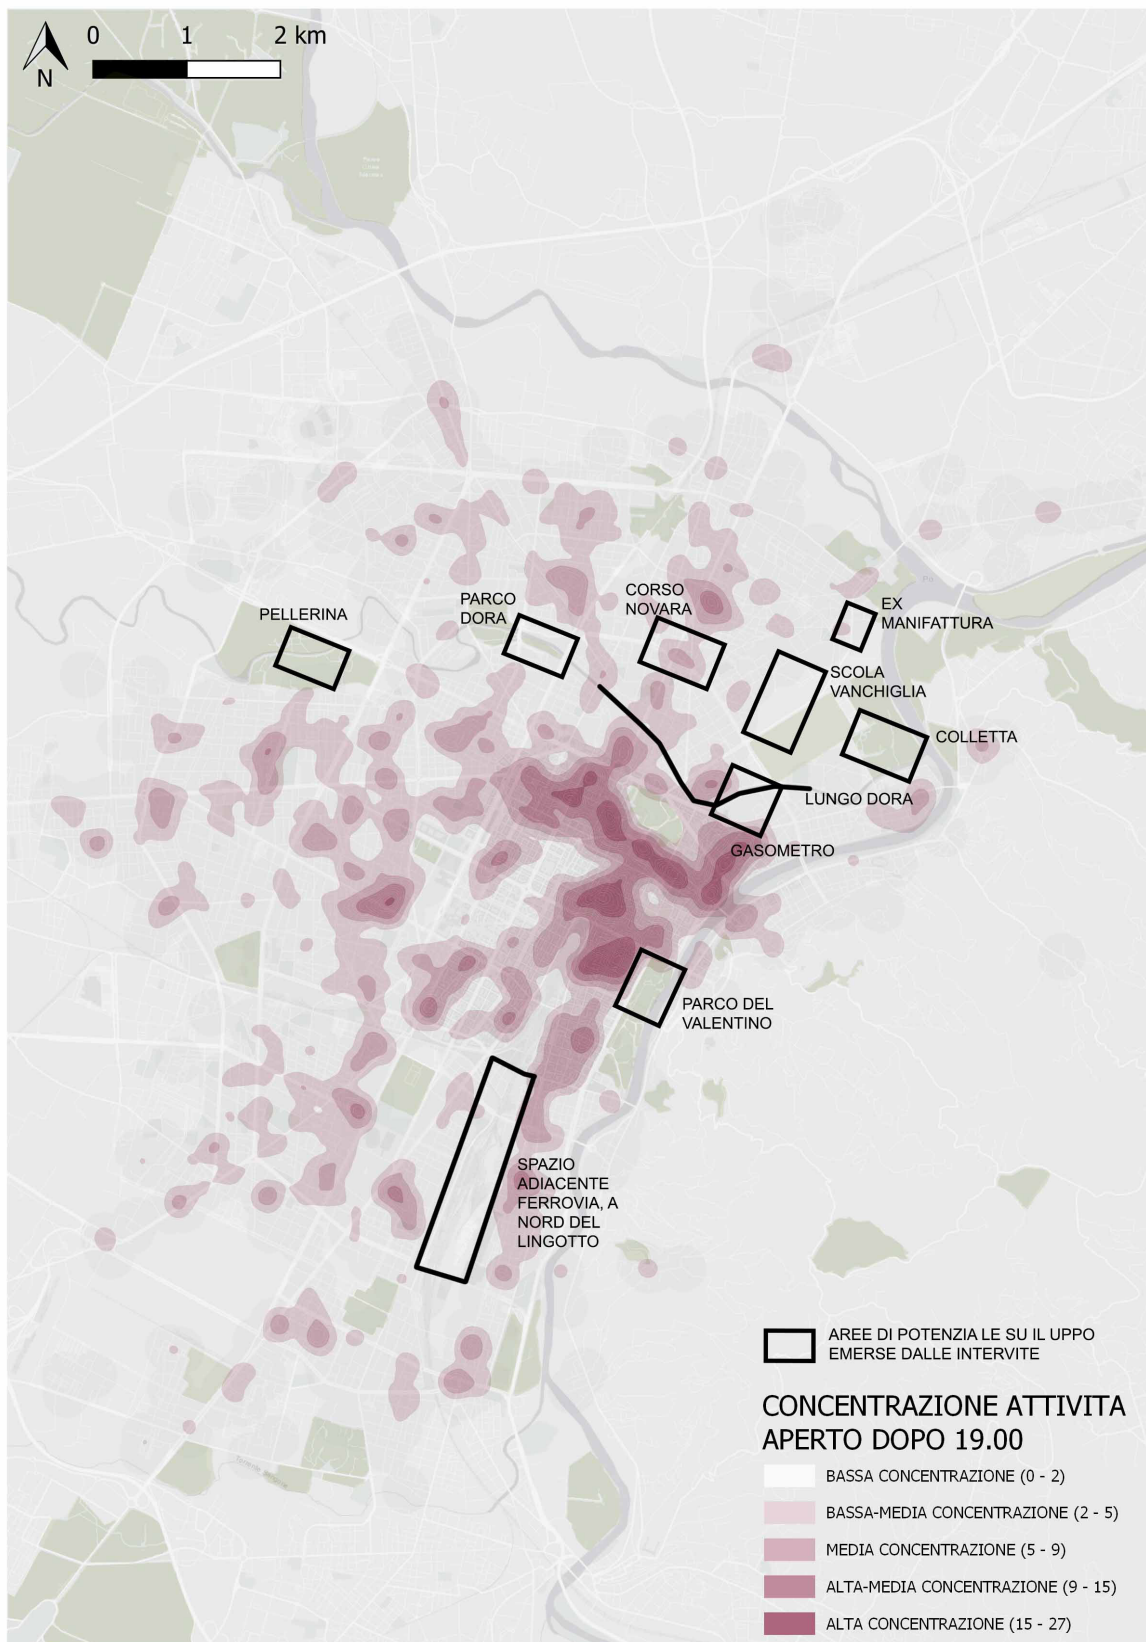 0 1 2 km
N
Po
PELLERINA
PARCO
DORA
CORSO
NOVARA
EX
MANIFATTURA
SCOLA
VANCHIGLIA
COLLETTA
LUNGO DORA
GASOMETRO
PARCO DEL
VALENTINO
SPAZIO
ADIACENTE
FERROVIA, A
NORD DEL
LINGOTTO
AREE DI POTENZIA LE SU IL UPPO
EMERSE DALLE INTERVITE
CONCENTRAZIONE ATTIVITA
APERTO DOPO 19.00
BASSA CONCENTRAZIONE (0 - 2)
BASSA-MEDIA CONCENTRAZIONE (2 - 5)
MEDIA CONCENTRAZIONE (5 - 9)
ALTA-MEDIA CONCENTRAZIONE (9 - 15)
ALTA CONCENTRAZIONE (15 - 27)